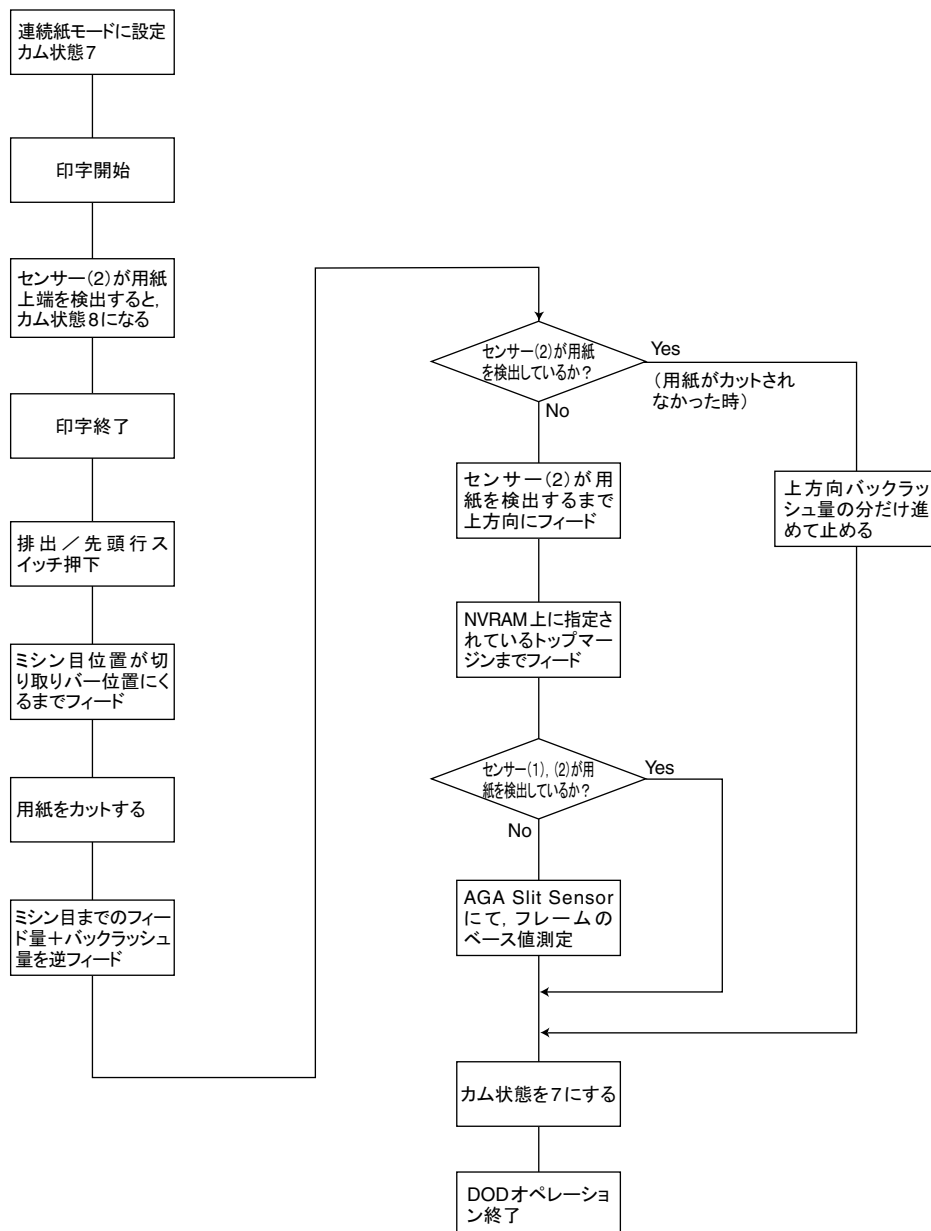 連続紙モードに設定
カム状態7
印字開始
センサー(2)が用紙
上端を検出すると,
カム状態8になる
印字終了
排出／先頭行ス
イッチ押下
ミシン目位置が切
り取りバー位置にく
るまでフィード
用紙をカットする
ミシン目までのフィー
ド量＋バックラッシュ
量を逆フィード
センサー(2)が用紙
を検出しているか？
Yes
（用紙がカットされ
なかった時）
No
センサー(2)が用
紙を検出するまで
上方向にフィード
上方向バックラッ
シュ量の分だけ進
めて止める
NVRAM上に指定さ
れているトップマー
ジンまでフィード
センサー(1), (2)が用
紙を検出しているか？
Yes
No
AGA Slit Sensor
にて, フレームの
ベース値測定
カム状態を7にする
DODオペレーショ
ン終了